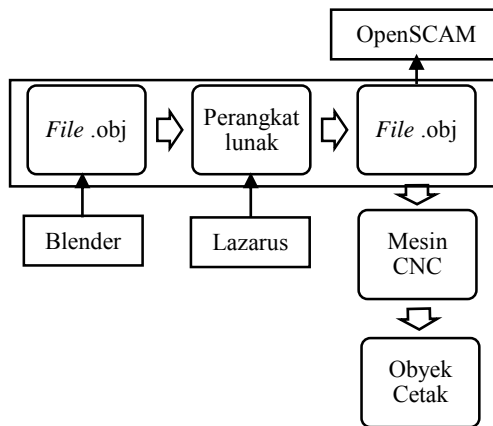 OpenSCAM
File .obj
Perangkat
lunak
File .obj
Blender
Lazarus
Mesin
CNC
Obyek
Cetak